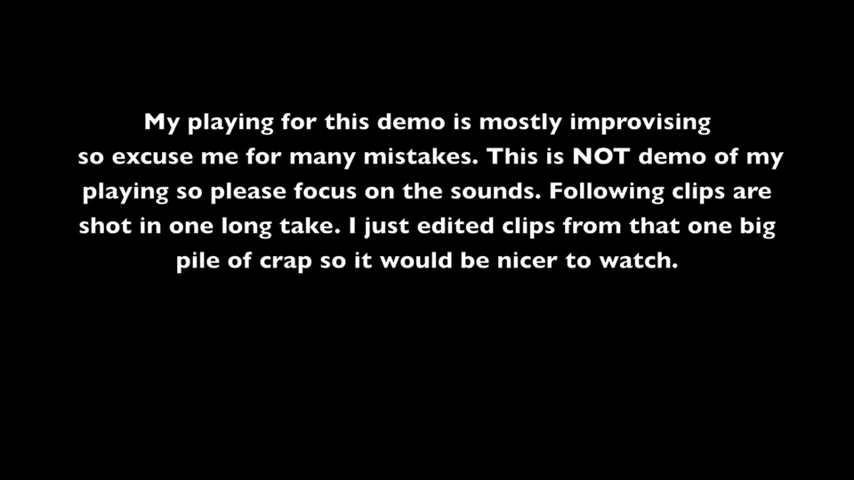 My playing for this demo is mostly improvising
so excuse me for many mistakes. This is NOT demo of my
playing so please focus on the sounds. Following clips are
shot in one long take. I just edited clips from that one big
pile of crap so it would be nicer to watch.